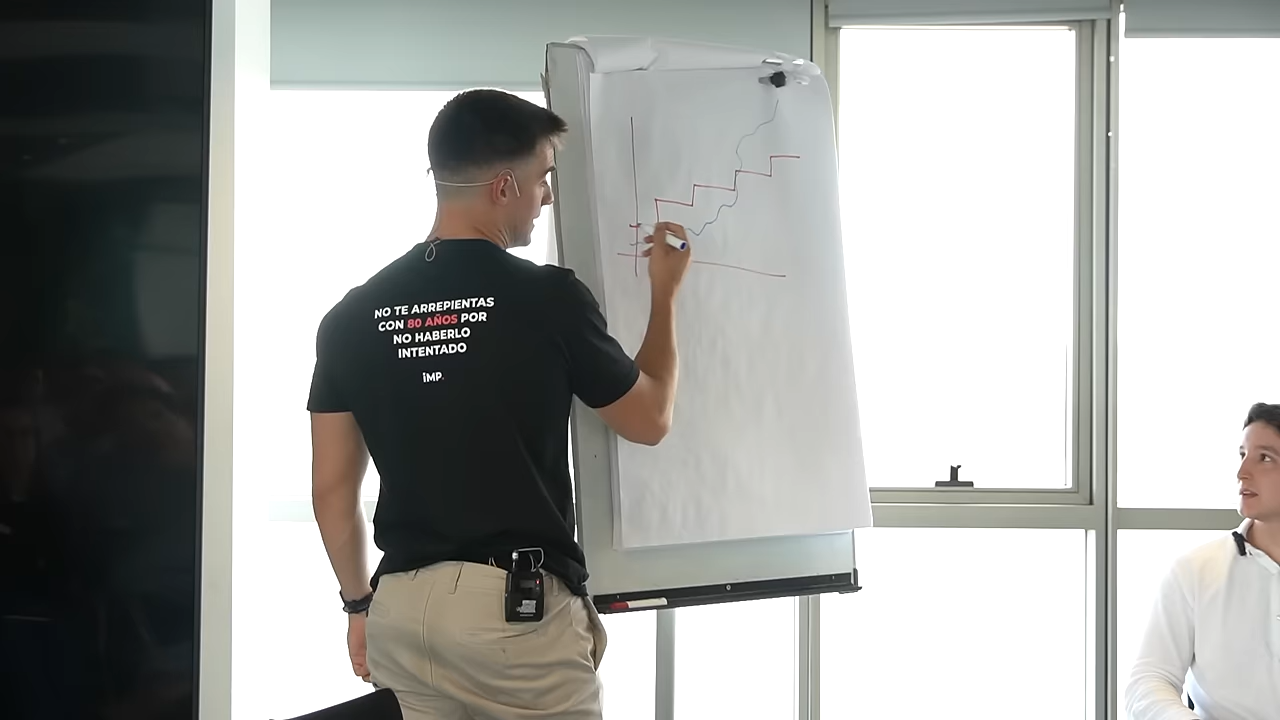 NO TE ARREPIENTAS
CON 80 AÑOS POR
NO HABERLO
INTENTADO
iMP.